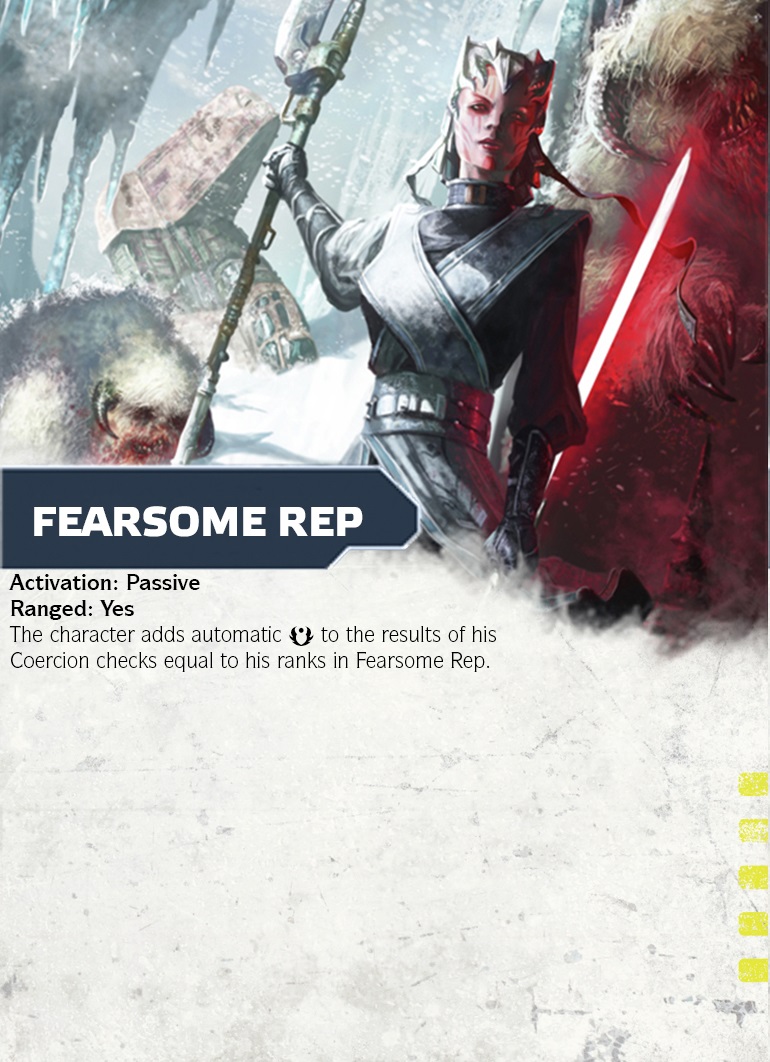 FEARSOME REP
Activation: Passive
Ranged: Yes
The character adds automatic to the results of his
Coercion checks equal to his ranks in Fearsome Rep.